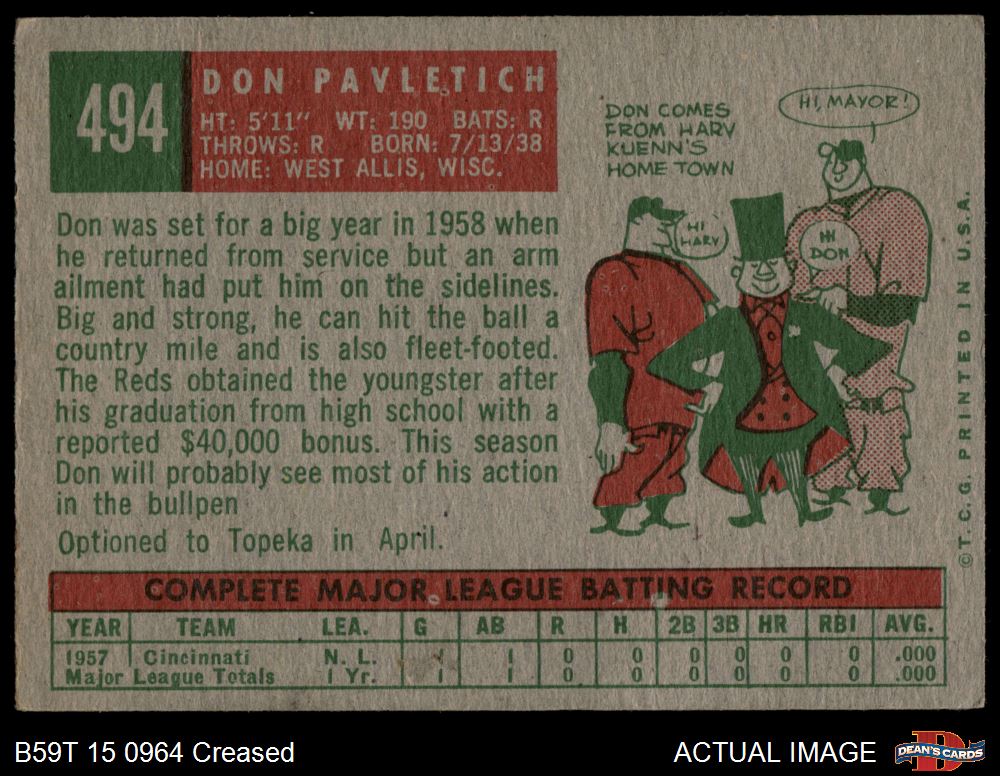 494
DON PAVLETICH
HT: 5'11" WT: 190 BATS: R
THROWS: R BORN: 7/13/38
HOME: WEST ALLIS, WISC.
Don was set for a big year in 1958 when
he returned from service but an arm
ailment had put him on the sidelines.
Big and strong, he can hit the ball a
country mile and is also fleet-footed.
The Reds obtained the youngster after
his graduation from high school with a
reported $40,000 bonus. This season
Don will probably see most of his action
in the bullpen
Optioned to Topeka in April.
DON COMES
FROM HARV
KUENN'S
HOME TOWN
HI, MAYOR!
HI
HARV
HI
DON
©T.C.G. PRINTED IN U.S.A.
COMPLETE MAJOR LEAGUE BATTING RECORD
YEAR TEAM LEA. G AB R H 2B 3B HR RBI AVG.
1957 Cincinnati N. L. 1 1 0 0 0 0 0 0 .000
Major League Totals 1 Yr. 1 1 0 0 0 0 0 0 .000
B59T 15 0964 Creased
ACTUAL IMAGE
D
DEAN'S CARDS